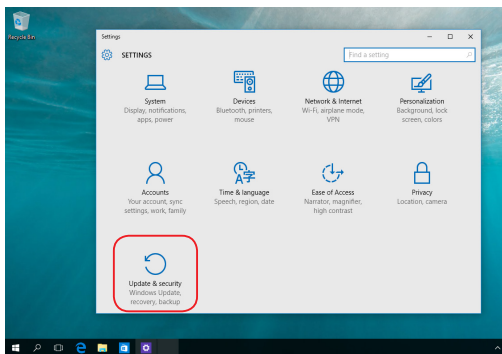 Recycle Bin
Settings
SETTINGS
Find a setting
System
Display, notifications,
apps, power
Devices
Bluetooth, printers,
mouse
Network & Internet
Wi-Fi, airplane mode,
VPN
Personalization
Background, lock
screen, colors
Accounts
Your account, sync
settings, work, family
Time & language
Speech, region, date
Ease of Access
Narrator, magnifier,
high contrast
Privacy
Location, camera
Update & security
Windows Update,
recovery, backup